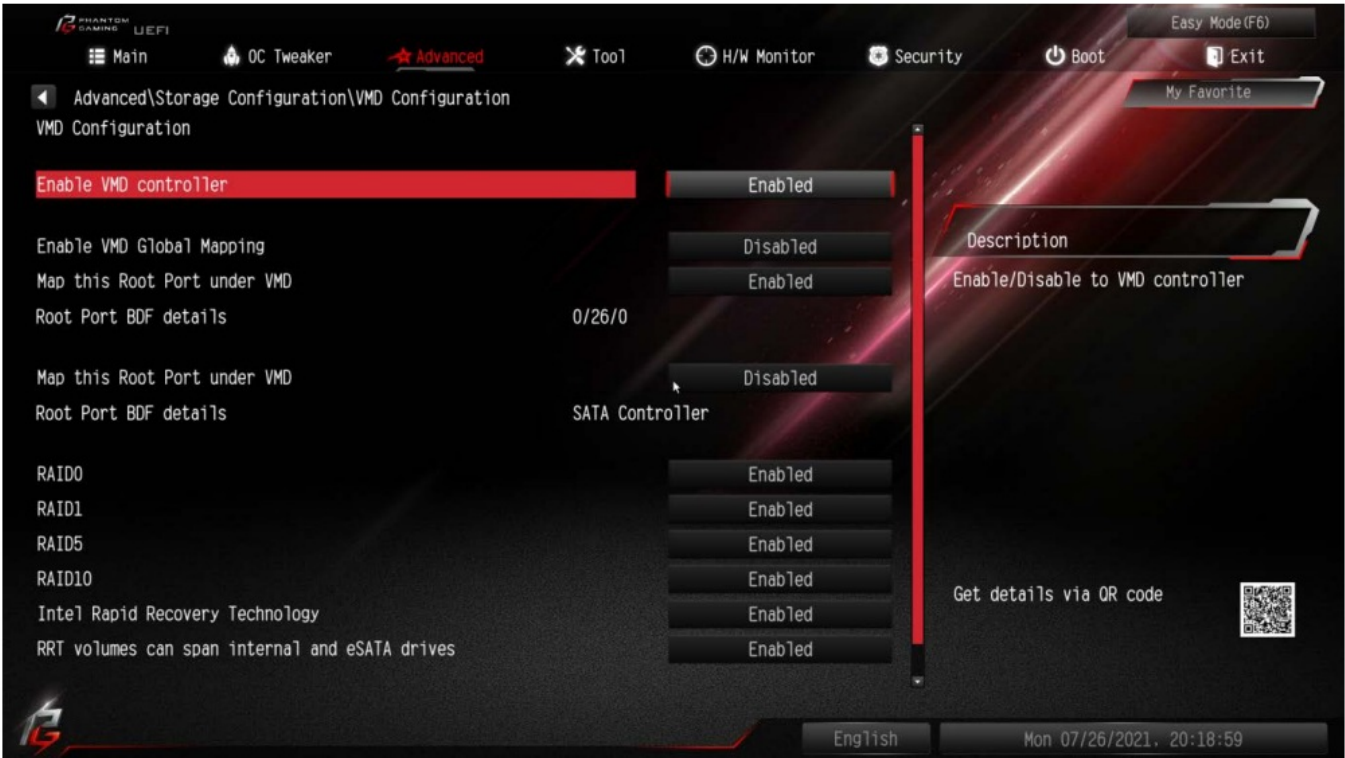 PHANTOM GAMING UEFI
Easy Mode(F6)
Main OC Tweaker Advanced Tool H/W Monitor Security Boot Exit
Advanced\Storage Configuration\VMD Configuration
My Favorite
VMD Configuration
Enable VMD controller Enabled
Enable VMD Global Mapping Disabled
Description
Map this Root Port under VMD Enabled
Enable/Disable to VMD controller
Root Port BDF details 0/26/0
Map this Root Port under VMD Disabled
Root Port BDF details SATA Controller
RAID0 Enabled
RAID1 Enabled
RAID5 Enabled
RAID10 Enabled
Get details via QR code
Intel Rapid Recovery Technology Enabled
RRT volumes can span internal and eSATA drives Enabled
English Mon 07/26/2021, 20:18:59